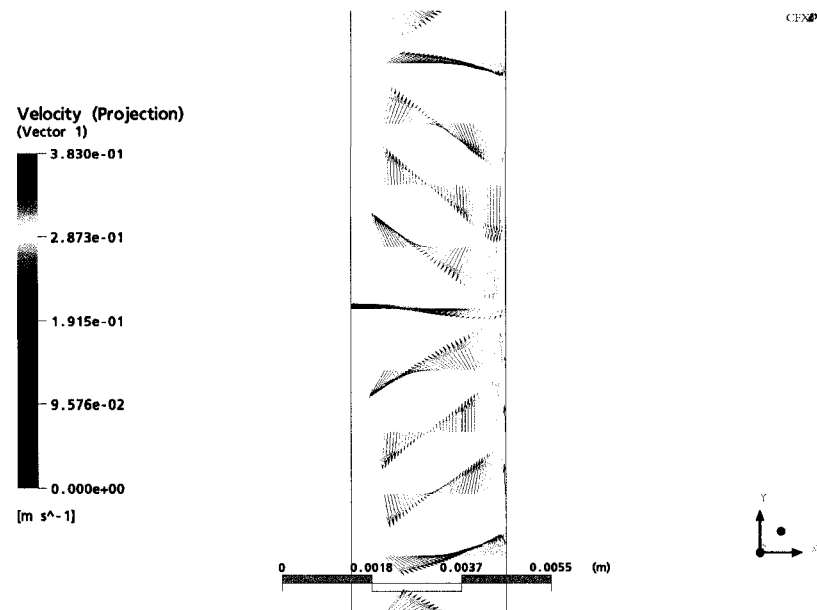 CFX
Velocity (Projection)
(Vector 1)
3.830e-01
2.873e-01
1.915e-01
9.576e-02
0.000e+00
[m s^-1]
Y
X
0 0.0018 0.0037 0.0055 (m)